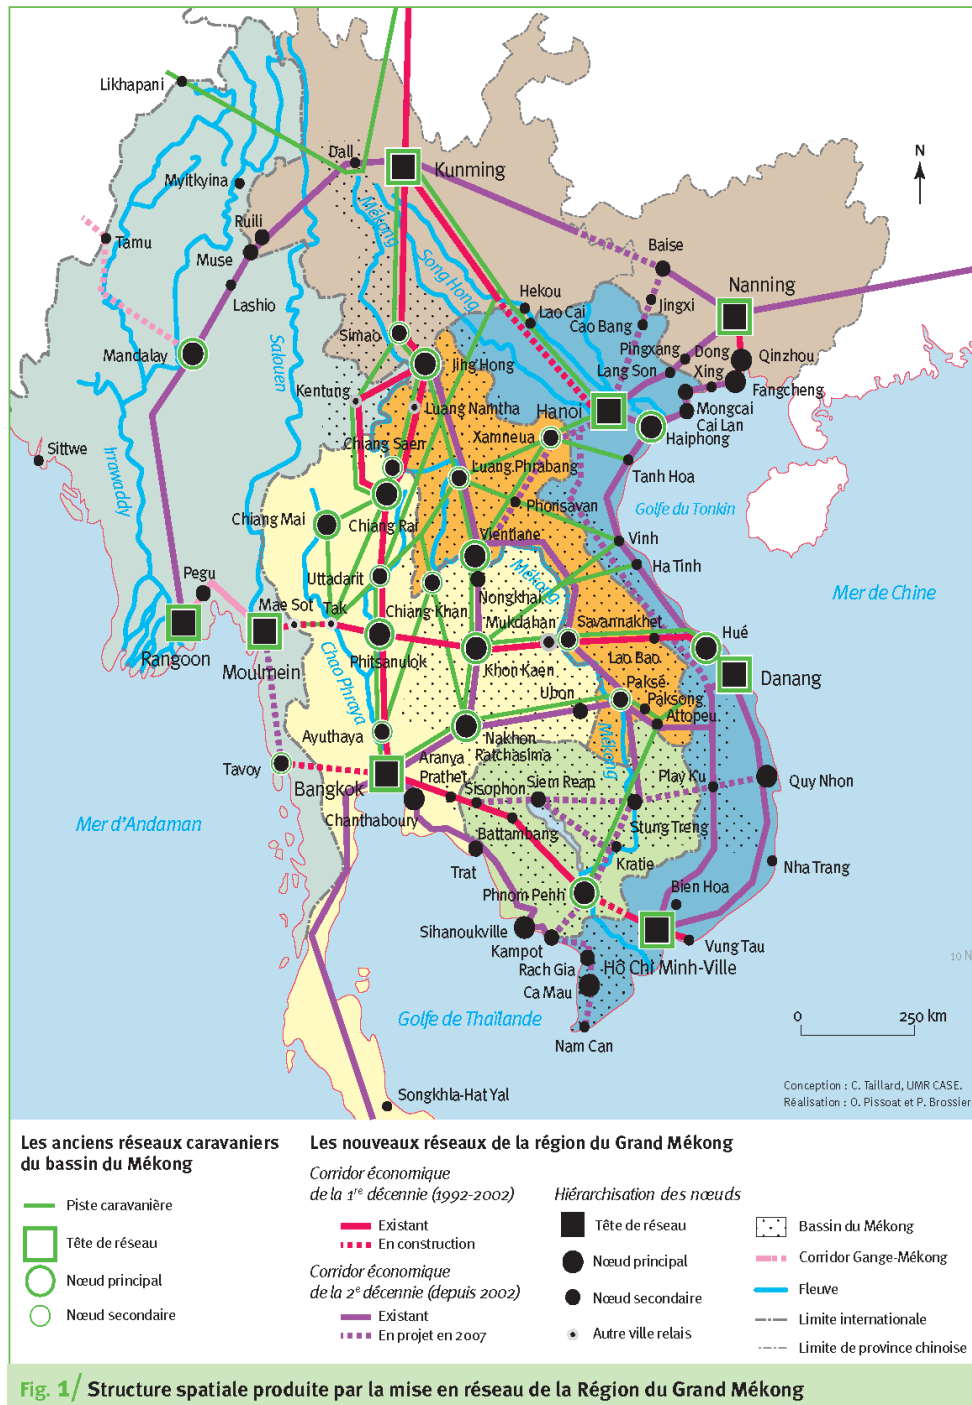 Likhapani
Dall
Kunming
N
Myitkyina
Mékong
Ruili
Tamu
Muse
Song Hong
Baise
Nanning
Lashio
Hekou
Lao Cai
Jingxi
Cao Bang
Salouen
Simao
Pingxang
Dong
Xing
Qinzhou
Mandalay
Jing Hong
Lang Son
Fangcheng
Kentung
Luang Namtha
Hanoi
Mongcai
Cai Lan
Haiphong
Chiang Saen
Xamneua
Sittwe
Irrawaddy
Luang Phrabang
Tanh Hoa
Chiang Mai
Chiang Rai
Phonsavan
Golfe du Tonkin
Vientiane
Vinh
Pegu
Uttadarit
Mékong
Ha Tinh
Mer de Chine
Mae Sot
Tak
Chiang Khan
Nongkhai
Mukdahan
Savannakhet
Hué
Rangoon
Moulmein
Phitsanulok
Khon Kaen
Lao Bao
Danang
Chao Phraya
Ubon
Paksé
Paksong
Attopeu
Ayuthaya
Nakhon
Ratchasima
Mékong
Tavoy
Bangkok
Aranya
Prathet
Sisophon
Siem Reap
Play Ku
Quy Nhon
Mer d'Andaman
Chanthaboury
Battambang
Stung Treng
Trat
Kratie
Nha Trang
Phnom Penh
Bien Hoa
Sihanoukville
Kampot
Vung Tau
Rach Gia
Hô Chi Minh-Ville
10 N
Ca Mau
Golfe de Thaïlande
0 250 km
Nam Can
Songkhla-Hat Yal
Conception : C. Taillard, UMR CASE.
Réalisation : O. Pissoat et P. Brossier
Les anciens réseaux caravaniers
du bassin du Mékong
Piste caravanière
Tête de réseau
Nœud principal
Nœud secondaire
Les nouveaux réseaux de la région du Grand Mékong
Corridor économique
de la 1re décennie (1992-2002)
Existant
En construction
Corridor économique
de la 2e décennie (depuis 2002)
Existant
En projet en 2007
Hiérarchisation des nœuds
Tête de réseau
Nœud principal
Nœud secondaire
Autre ville relais
Bassin du Mékong
Corridor Gange-Mékong
Fleuve
Limite internationale
Limite de province chinoise
Fig. 1/ Structure spatiale produite par la mise en réseau de la Région du Grand Mékong